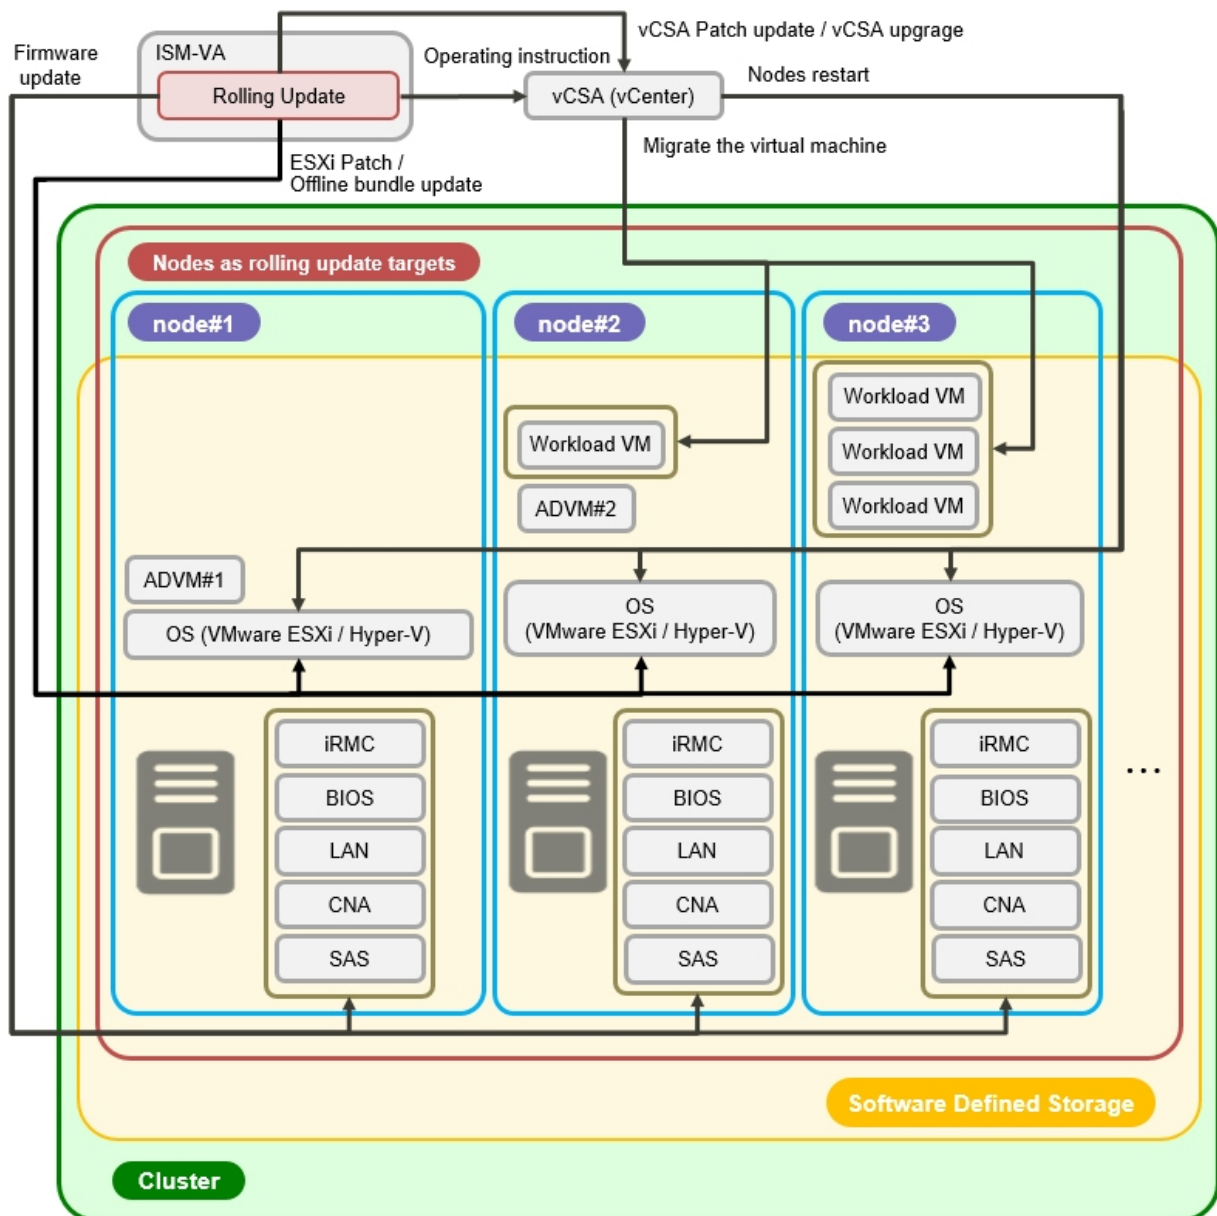 vCSA Patch update / vCSA upgrage
Firmware
update
ISM-VA
Operating instruction
Nodes restart
Rolling Update
vCSA (vCenter)
Migrate the virtual machine
ESXi Patch /
Offline bundle update
Nodes as rolling update targets
node#1
node#2
node#3
Workload VM
Workload VM
Workload VM
Workload VM
ADVM#2
ADVM#1
OS (VMware ESXi / Hyper-V)
OS
(VMware ESXi / Hyper-V)
OS
(VMware ESXi / Hyper-V)
iRMC
BIOS
LAN
CNA
SAS
iRMC
BIOS
LAN
CNA
SAS
iRMC
BIOS
LAN
CNA
SAS
...
Software Defined Storage
Cluster